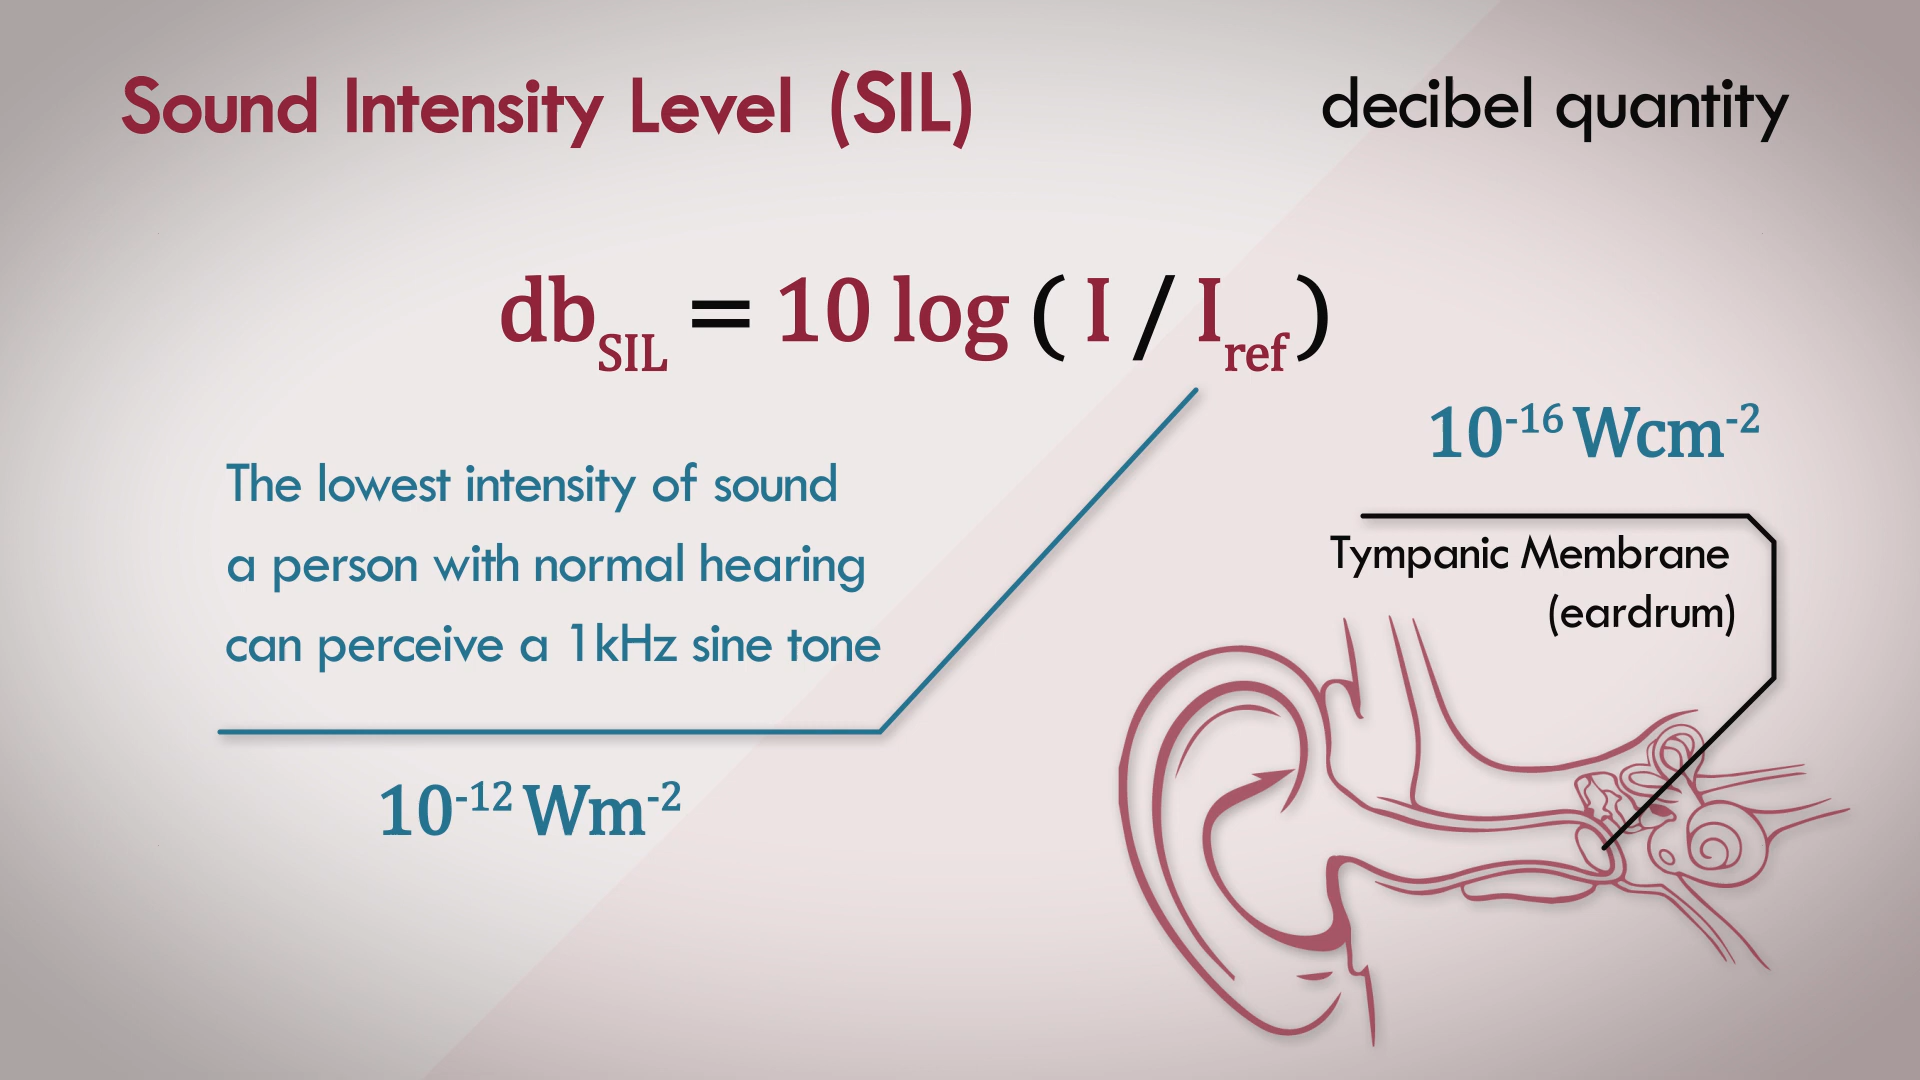 Sound Intensity Level (SIL)
decibel quantity
db_SIL = 10 log ( I / I_ref )
10⁻¹⁶ Wcm⁻²
The lowest intensity of sound
a person with normal hearing
can perceive a 1kHz sine tone
10⁻¹² Wm⁻²
Tympanic Membrane
(eardrum)